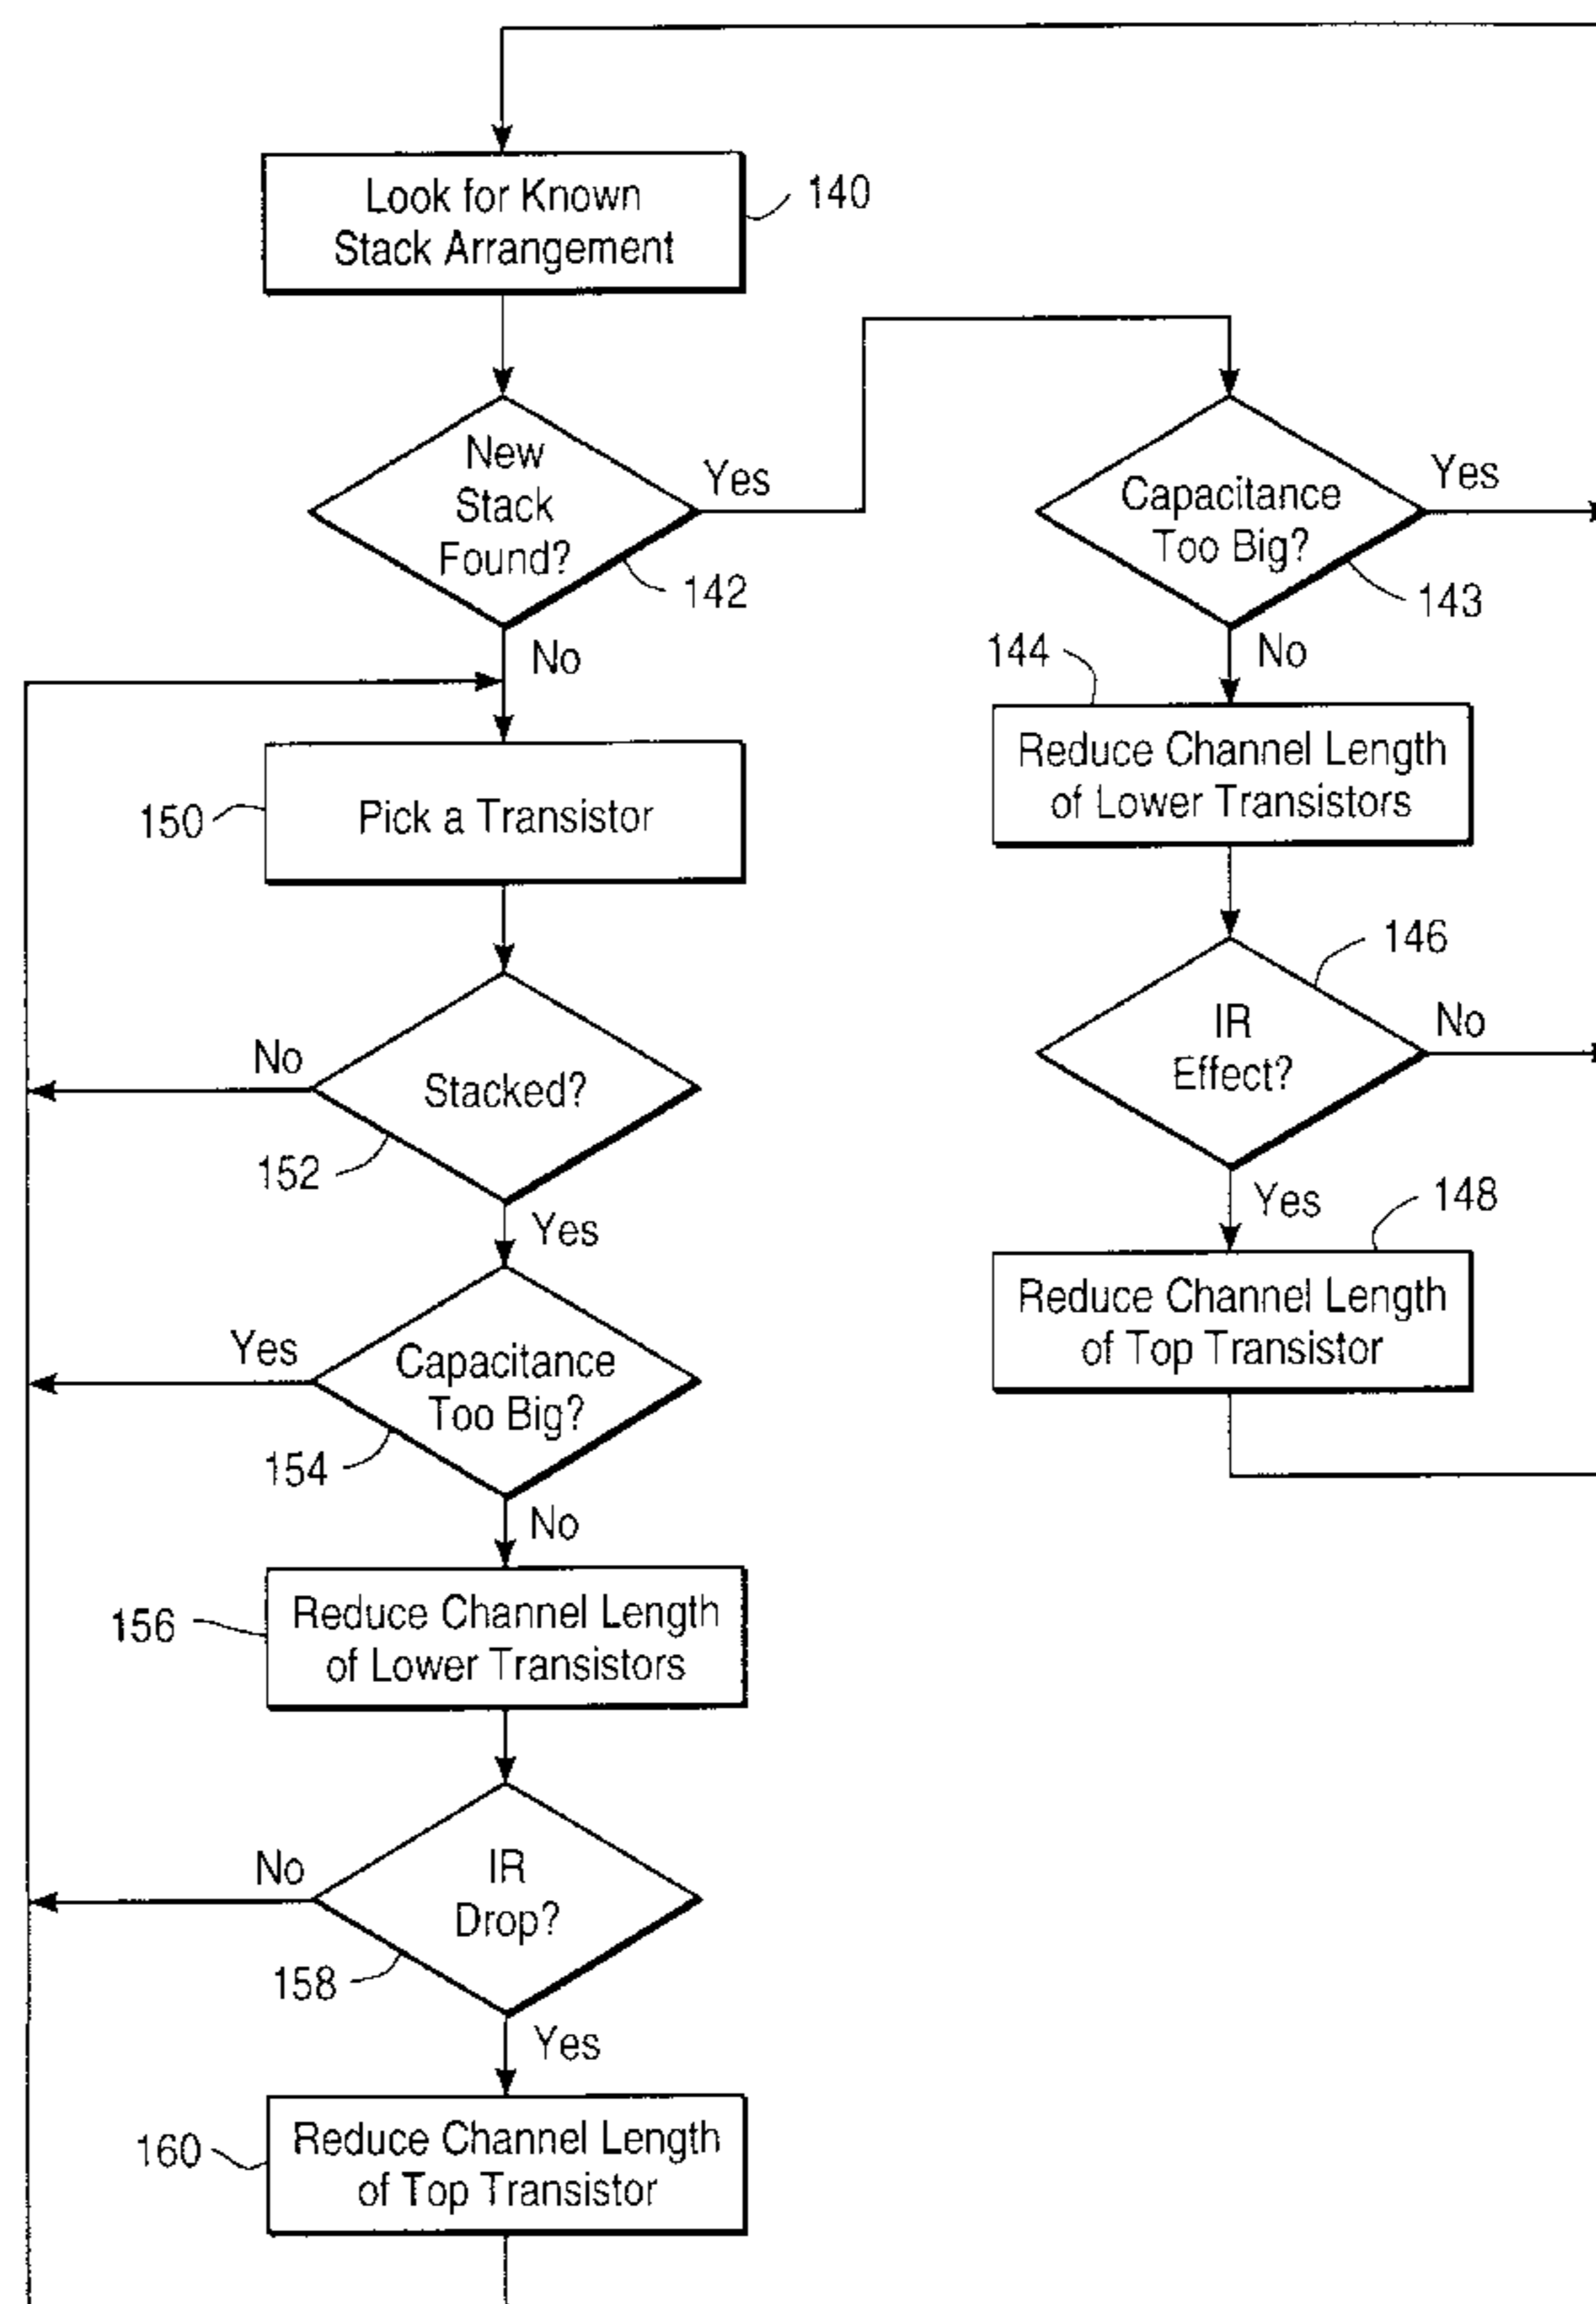 Look for Known
Stack Arrangement
140
New
Stack
Found?
Yes
142
No
Capacitance
Too Big?
Yes
143
No
144
Reduce Channel Length
of Lower Transistors
146
IR
Effect?
No
Yes
148
Reduce Channel Length
of Top Transistor
150
Pick a Transistor
No
Stacked?
152
Yes
Yes
Capacitance
Too Big?
154
No
156
Reduce Channel Length
of Lower Transistors
No
IR
Drop?
158
Yes
160
Reduce Channel Length
of Top Transistor